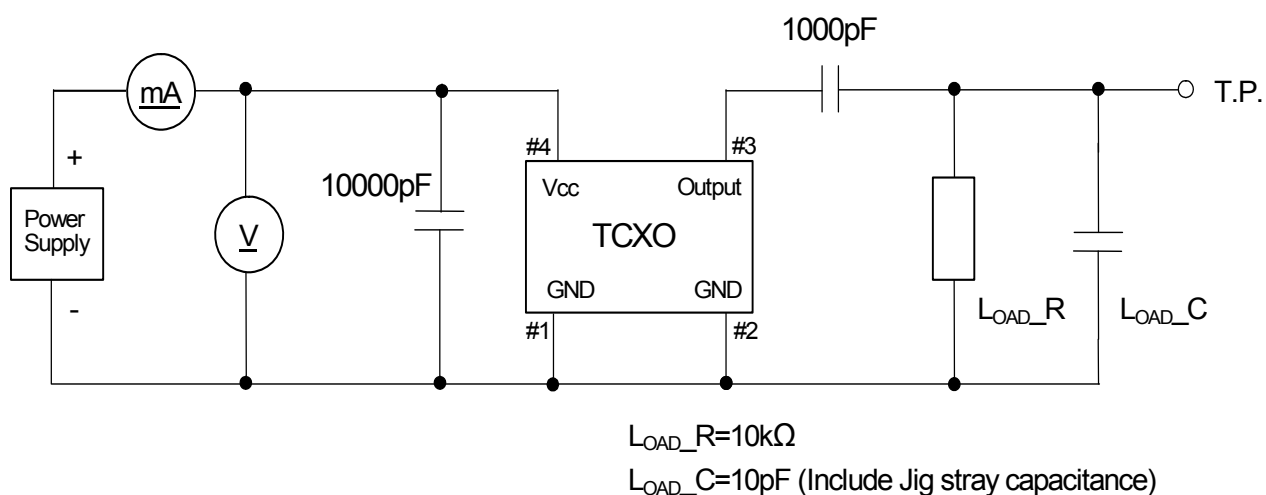 1000pF
mA
T.P.
+
#4
#3
10000pF
Vcc
Output
Power
Supply
V
TCXO
GND
GND
-
#1
#2
LOAD_R
LOAD_C
LOAD_R=10kΩ
LOAD_C=10pF (Include Jig stray capacitance)